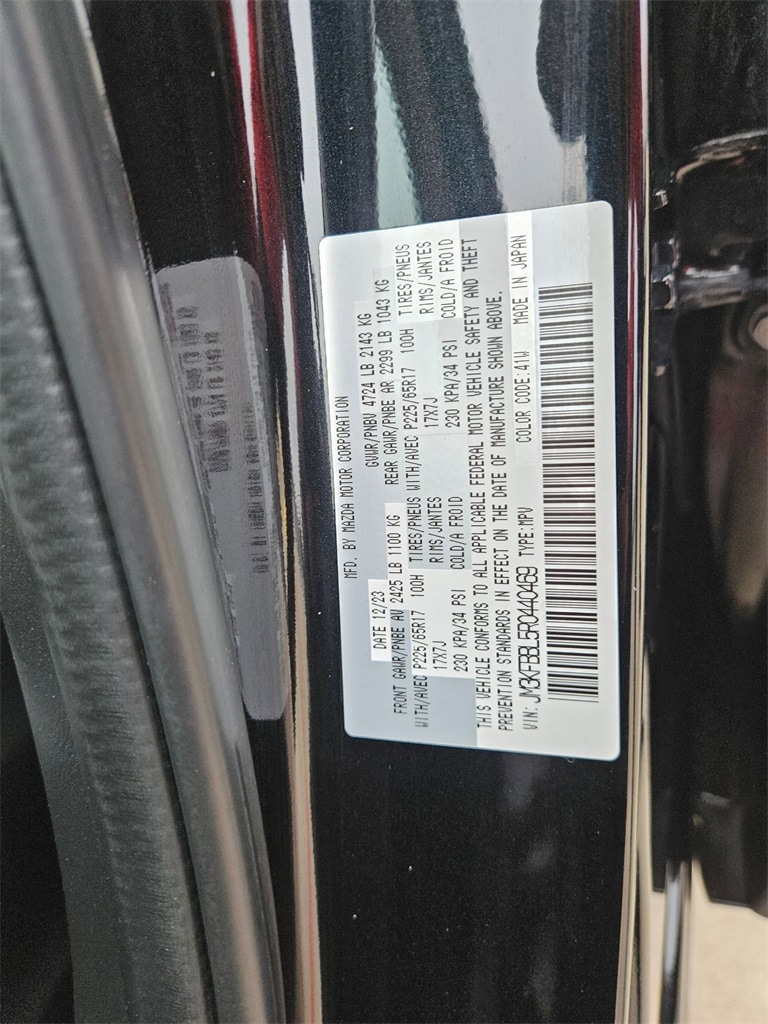 MFD. BY MAZDA MOTOR CORPORATION
DATE 12/23 GVWR/PNBV 4724 LB 2143 KG
FRONT GAWR/PNBE AV 2425 LB 1100 KG REAR GAWR/PNBE AR 2299 LB 1043 KG
WITH/AVEC P225/65R17 100H TIRES/PNEUS WITH/AVEC P225/65R17 100H TIRES/PNEUS
17X7J RIMS/JANTES 17X7J RIMS/JANTES
230 KPA/34 PSI COLD/A FROID 230 KPA/34 PSI COLD/A FROID
THIS VEHICLE CONFORMS TO ALL APPLICABLE FEDERAL MOTOR VEHICLE SAFETY AND THEFT
PREVENTION STANDARDS IN EFFECT ON THE DATE OF MANUFACTURE SHOWN ABOVE.
VIN: JM3KFBBL5R0440469 TYPE:MPV COLOR CODE:41W MADE IN JAPAN